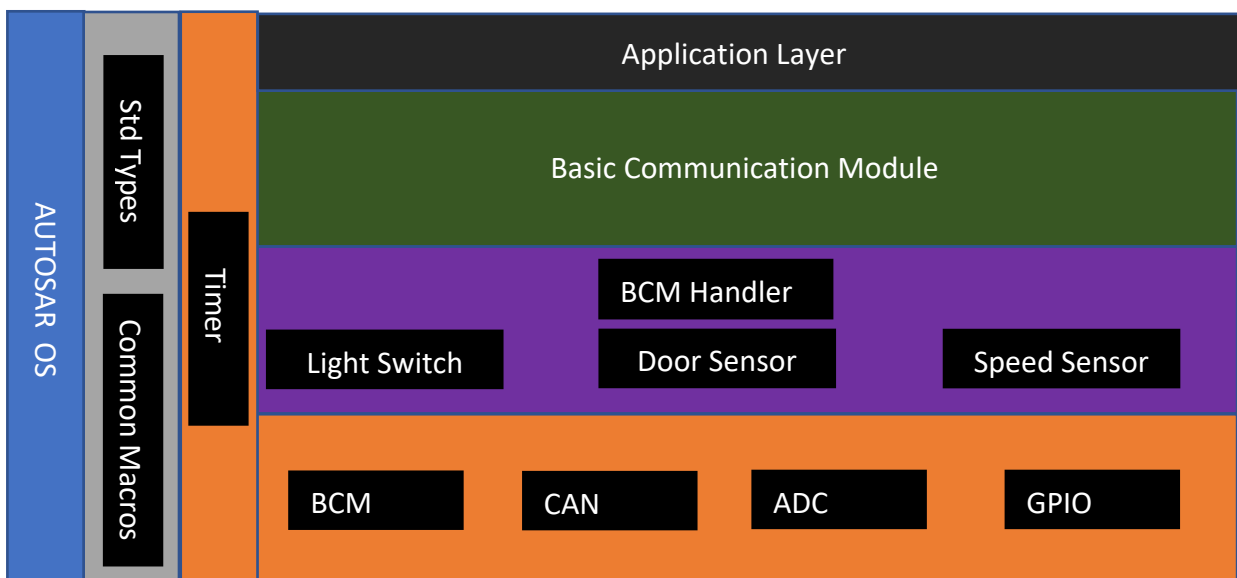 AUTOSAR OS
Std Types
Common Macros
Timer
Application Layer
Basic Communication Module
BCM Handler
Light Switch
Door Sensor
Speed Sensor
BCM
CAN
ADC
GPIO